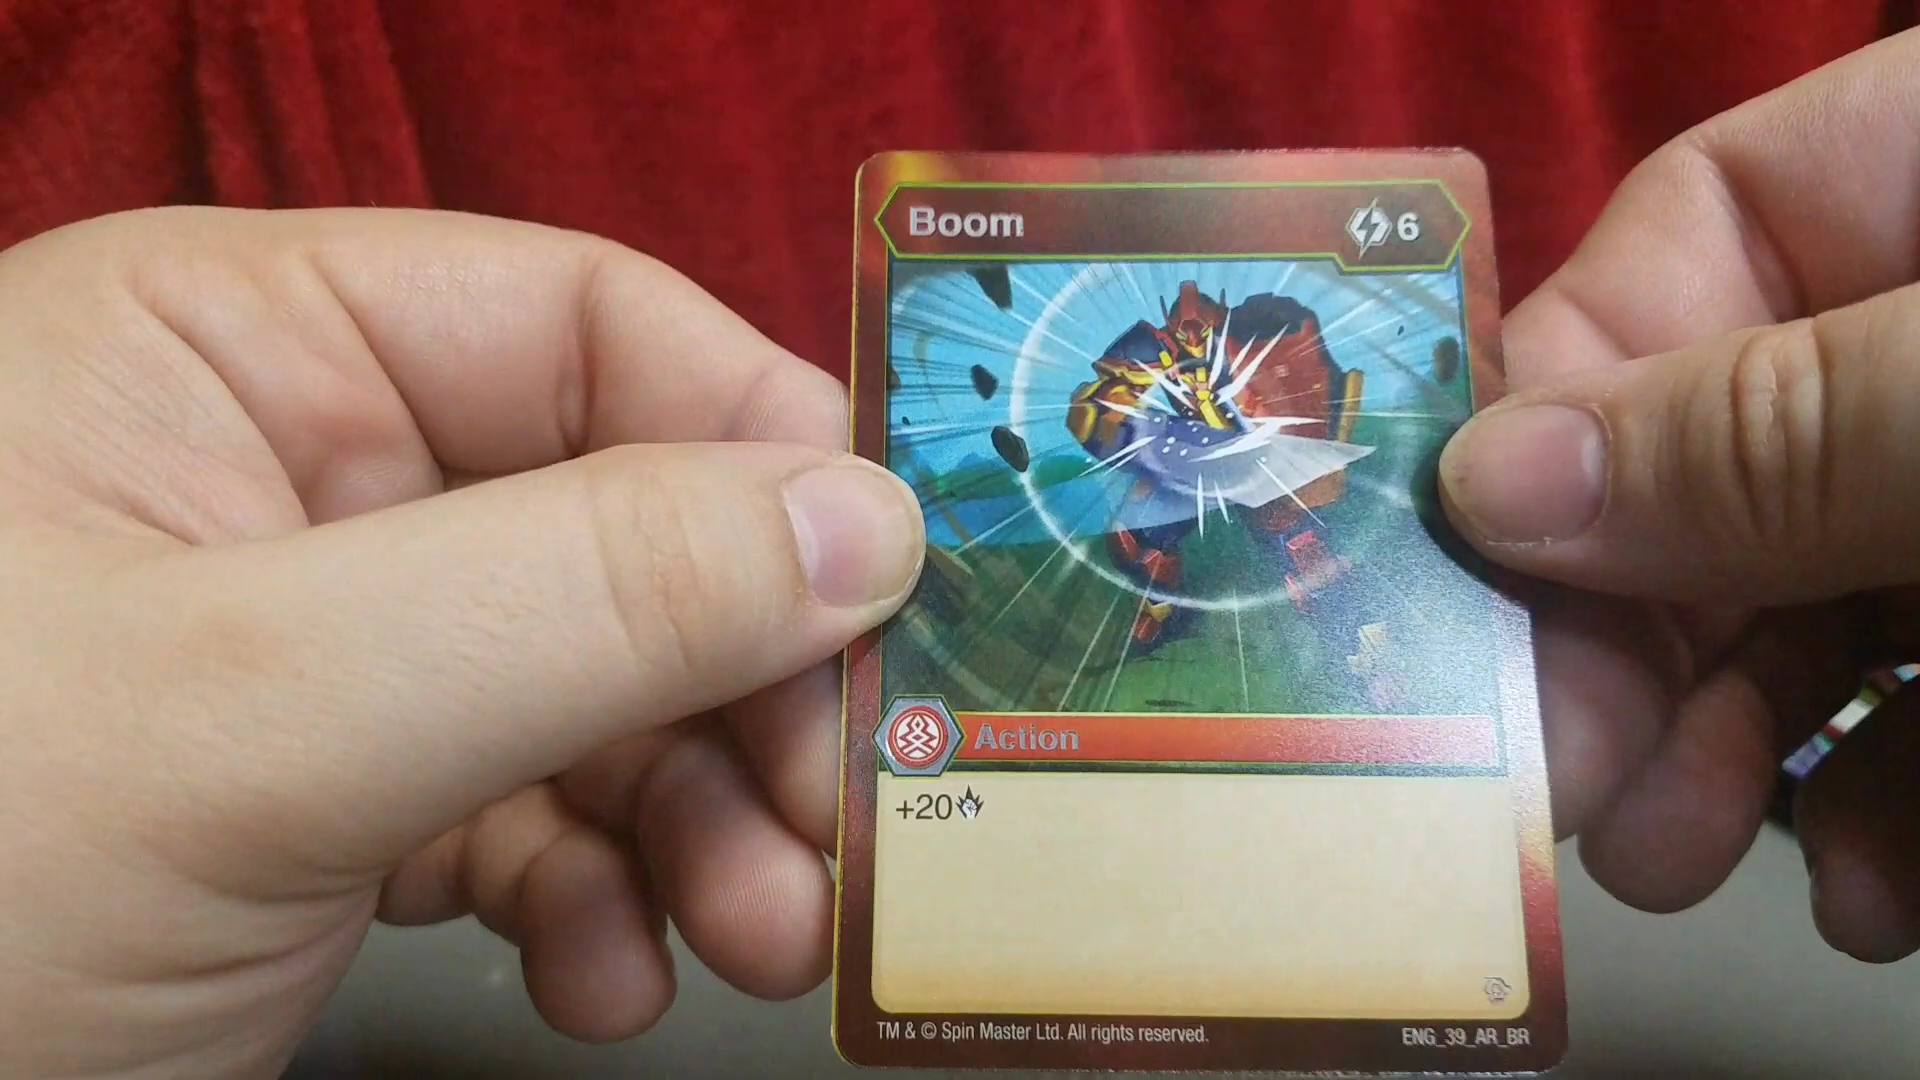 Boom 6
Action
+20
TM & © Spin Master Ltd. All rights reserved. ENG_39_AR_BR